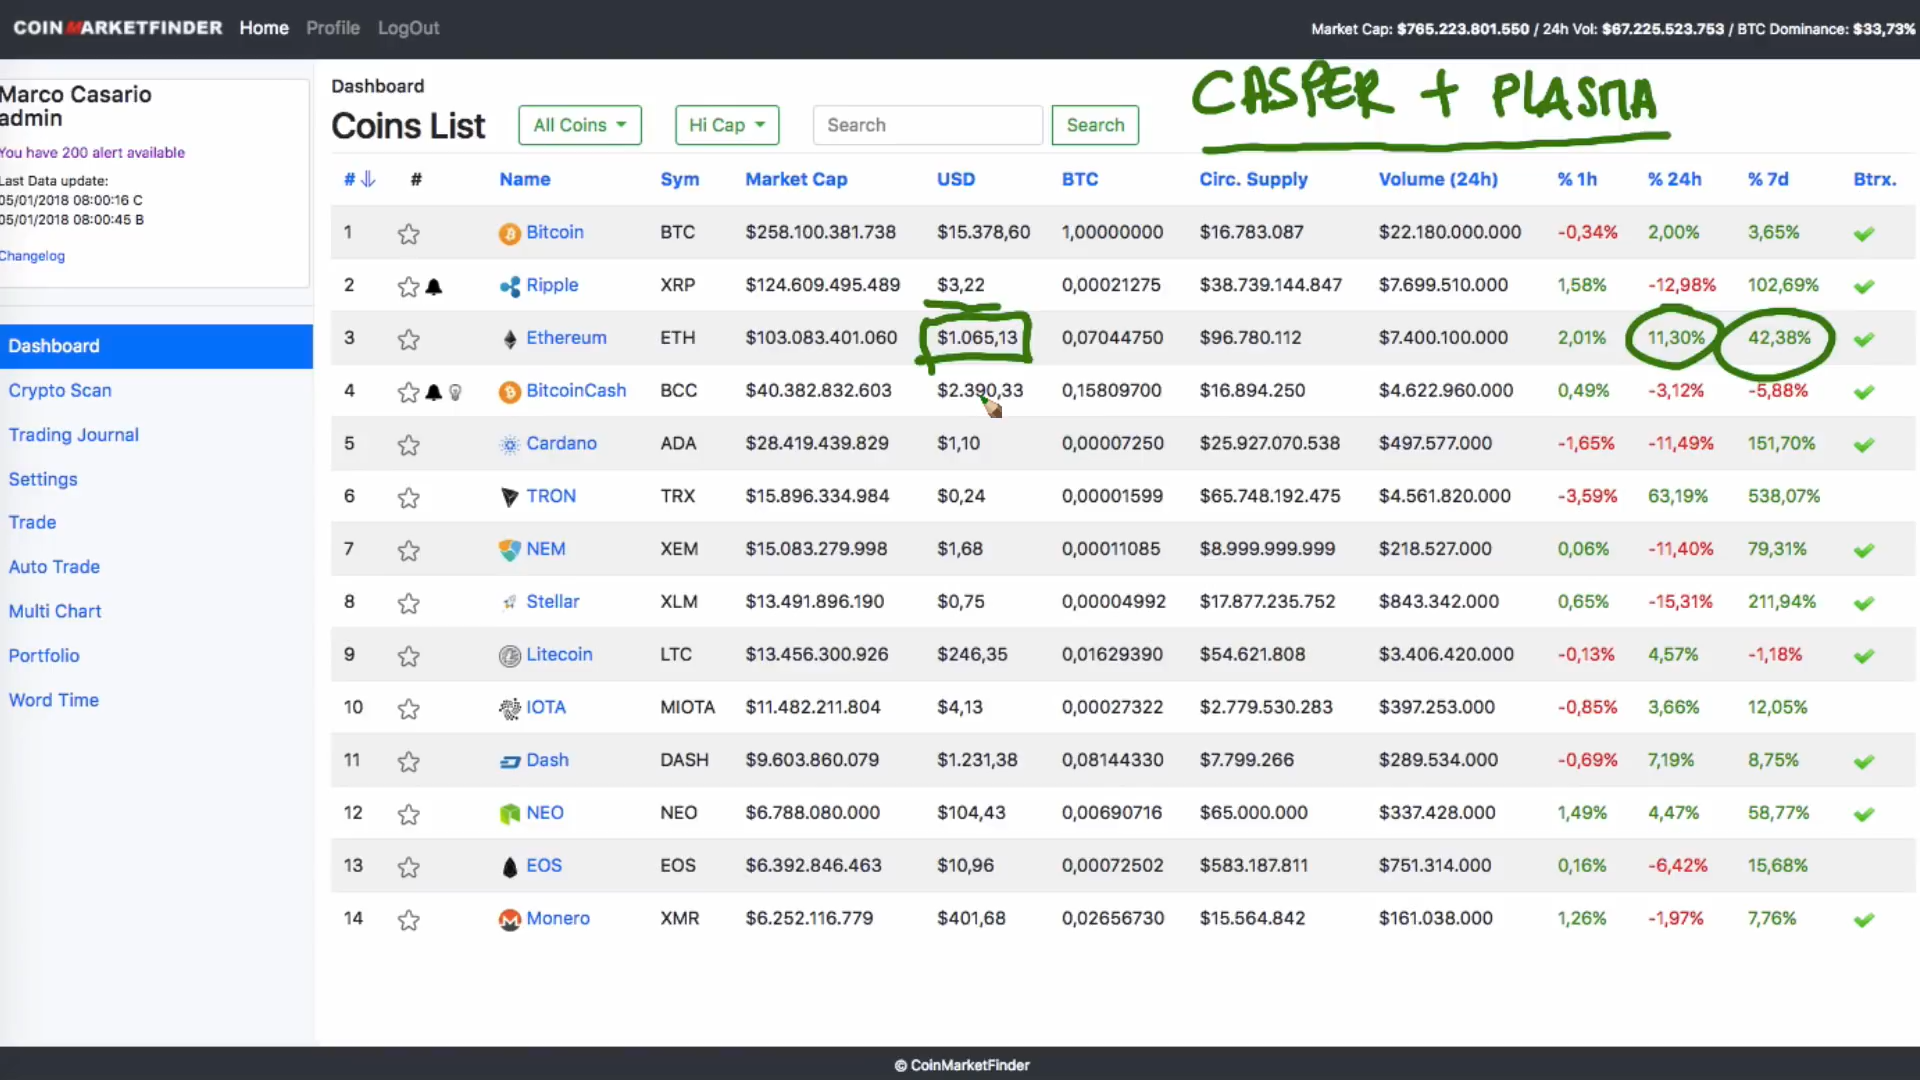 COINMARKETFINDER Home Profile LogOut Market Cap: $765.223.801.550 / 24h Vol: $67.225.523.753 / BTC Dominance: $33,73%
Marco Casario
admin
You have 200 alert available
Last Data update:
05/01/2018 08:00:16 C
05/01/2018 08:00:45 B
Changelog
Dashboard
Crypto Scan
Trading Journal
Settings
Trade
Auto Trade
Multi Chart
Portfolio
Word Time
Dashboard
CASPER + PLASMA
Coins List All Coins Hi Cap Search Search
# # Name Sym Market Cap USD BTC Circ. Supply Volume (24h) % 1h % 24h % 7d Btrx.
1 Bitcoin BTC $258.100.381.738 $15.378,60 1,00000000 $16.783.087 $22.180.000.000 -0,34% 2,00% 3,65%
2 Ripple XRP $124.609.495.489 $3,22 0,00021275 $38.739.144.847 $7.699.510.000 1,58% -12,98% 102,69%
3 Ethereum ETH $103.083.401.060 $1.065,13 0,07044750 $96.780.112 $7.400.100.000 2,01% 11,30% 42,38%
4 BitcoinCash BCC $40.382.832.603 $2.390,33 0,15809700 $16.894.250 $4.622.960.000 0,49% -3,12% -5,88%
5 Cardano ADA $28.419.439.829 $1,10 0,00007250 $25.927.070.538 $497.577.000 -1,65% -11,49% 151,70%
6 TRON TRX $15.896.334.984 $0,24 0,00001599 $65.748.192.475 $4.561.820.000 -3,59% 63,19% 538,07%
7 NEM XEM $15.083.279.998 $1,68 0,00011085 $8.999.999.999 $218.527.000 0,06% -11,40% 79,31%
8 Stellar XLM $13.491.896.190 $0,75 0,00004992 $17.877.235.752 $843.342.000 0,65% -15,31% 211,94%
9 Litecoin LTC $13.456.300.926 $246,35 0,01629390 $54.621.808 $3.406.420.000 -0,13% 4,57% -1,18%
10 IOTA MIOTA $11.482.211.804 $4,13 0,00027322 $2.779.530.283 $397.253.000 -0,85% 3,66% 12,05%
11 Dash DASH $9.603.860.079 $1.231,38 0,08144330 $7.799.266 $289.534.000 -0,69% 7,19% 8,75%
12 NEO NEO $6.788.080.000 $104,43 0,00690716 $65.000.000 $337.428.000 1,49% 4,47% 58,77%
13 EOS EOS $6.392.846.463 $10,96 0,00072502 $583.187.811 $751.314.000 0,16% -6,42% 15,68%
14 Monero XMR $6.252.116.779 $401,68 0,02656730 $15.564.842 $161.038.000 1,26% -1,97% 7,76%
© CoinMarketFinder